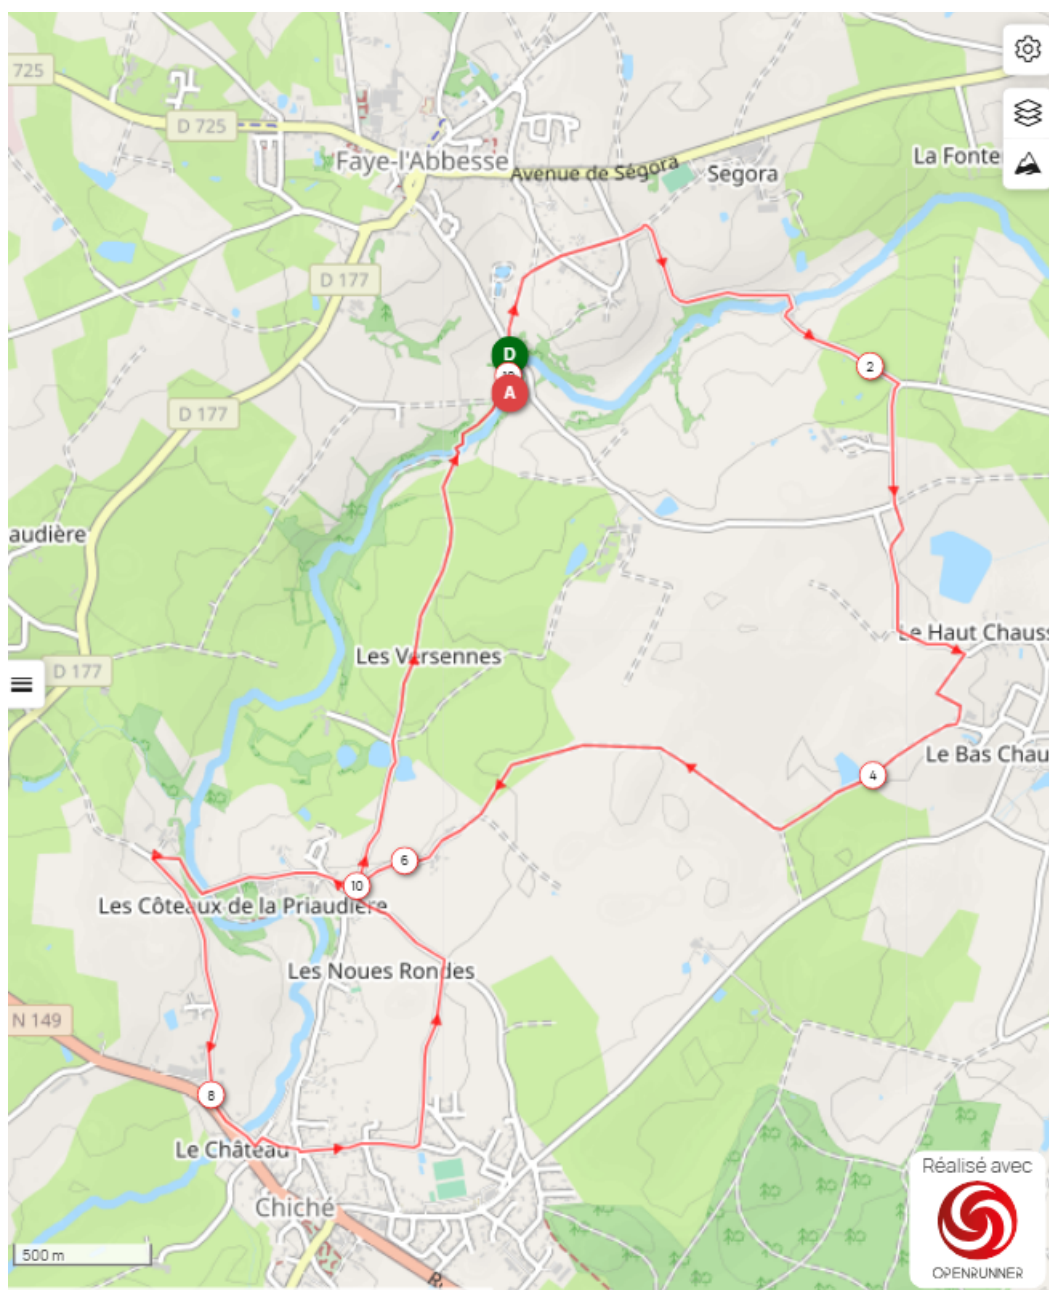 725
D 725
Faye-l'Abbesse
Avenue de Ségora
Ségora
La Fonte
D 177
D
A
2
D 177
audière
Le Haut Chauss
Les Versennes
D 177
Le Bas Chau
4
6
10
Les Côteaux de la Priaudière
Les Noues Rondes
N 149
8
Le Château
Chiché
500 m
Réalisé avec
OPENRUNNER